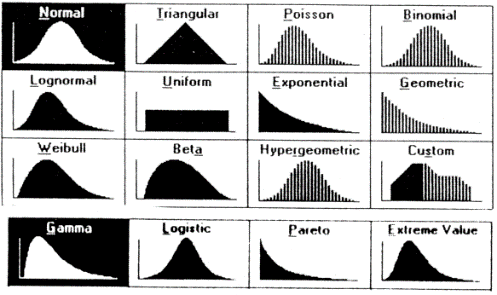 Normal
Triangular
Poisson
Binomial
Lognormal
Uniform
Exponential
Geometric
Weibull
Beta
Hypergeometric
Custom
Gamma
Logistic
Pareto
Extreme Value